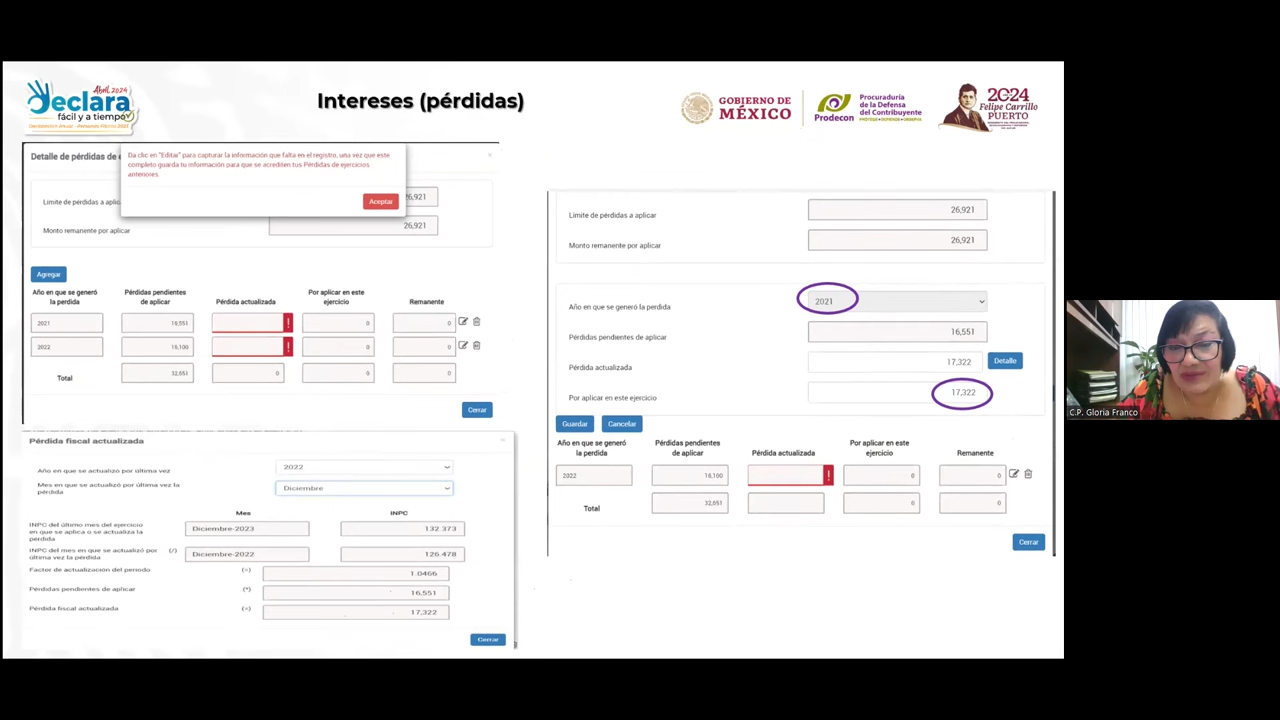 Abril 2024
Declara
fácil y a tiempo
Intereses (pérdidas)
GOBIERNO DE
MÉXICO
Prodecon
Procuraduría
de la Defensa
del Contribuyente
2024
Felipe Carrillo
PUERTO
Detalle de pérdidas de e
Da clic en "Editar" para capturar la información que falta en el registro, una vez que este
completo guarda tu información para que se acrediten tus Pérdidas de ejercicios
anteriores.
Aceptar
Límite de pérdidas a aplic
26,921
Monto remanente por aplicar
26,921
Agregar
Año en que se generó
la perdida
Pérdidas pendientes
de aplicar
Pérdida actualizada
Por aplicar en este
ejercicio
Remanente
2021 16,551 ! 0 0
2022 16,100 ! 0 0
Total 32,651 0
Cerrar
Pérdida fiscal actualizada
Año en que se actualizo por última vez 2022
Mes en que se actualizó por última vez la
pérdida
Diciembre
Mes INPC
INPC del último mes del ejercicio
en que se aplica o se actualiza la
pérdida
Diciembre-2023 132.373
INPC del mes en que se actualizó por
última vez la pérdida
(/) Diciembre-2022 126.478
Factor de actualización del periodo (=) 1.0466
Pérdidas pendientes de aplicar (*) 16,551
Pérdida fiscal actualizada (=) 17,322
Cerrar
Límite de pérdidas a aplicar 26,921
Monto remanente por aplicar 26,921
Año en que se generó la perdida 2021
Pérdidas pendientes de aplicar 16,551
Pérdida actualizada 17,322 Detalle
Por aplicar en este ejercicio 17,322
Guardar Cancelar
Año en que se generó
la perdida
Pérdidas pendientes
de aplicar
Pérdida actualizada
Por aplicar en este
ejercicio
Remanente
2022 16,100 ! 0 0
Total 32,651 0 0
Cerrar
C.P. Gloria Franco